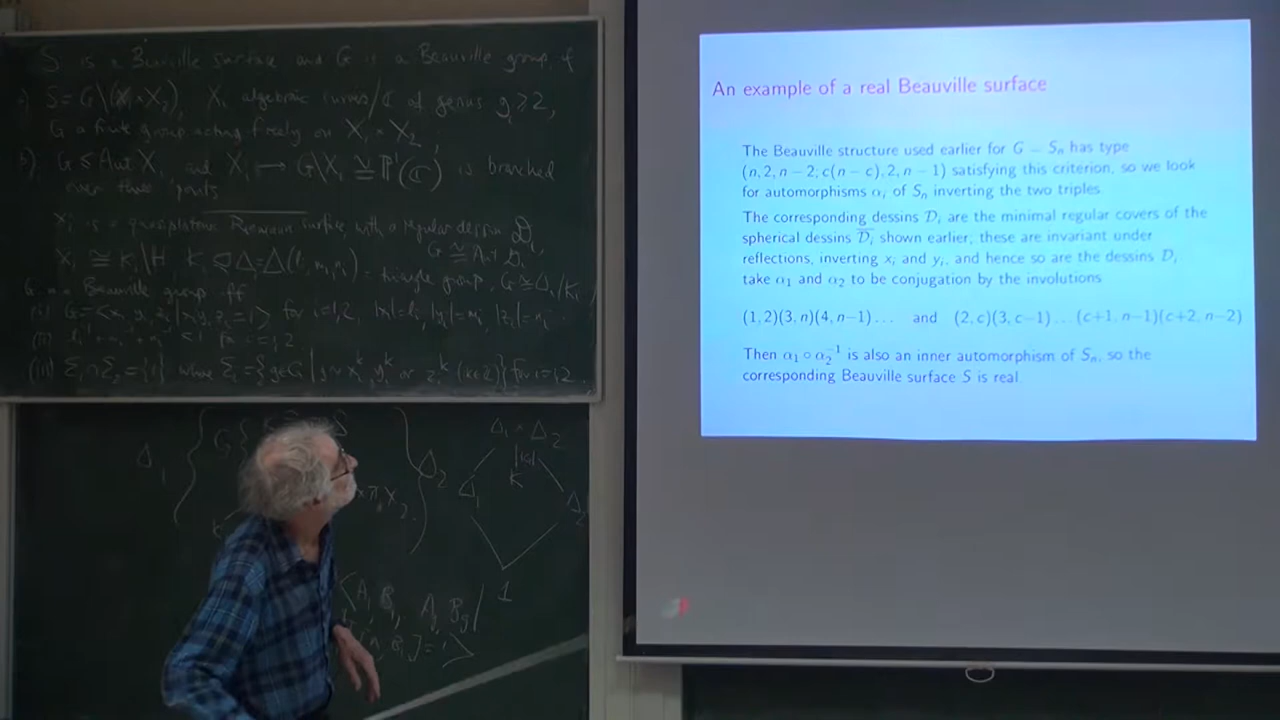 S is a Beauville surface and G is a Beauville group if
a) S = G\(X₁×X₂), Xᵢ algebraic curves/ℂ of genus gᵢ ⩾ 2,
G a finite group acting freely on X₁×X₂;
b) G ≤ Aut Xᵢ and Xᵢ → G\Xᵢ ≅ ℙ¹(ℂ) is branched
over three points
Xᵢ is a quasiplatonic Riemann surface, with a regular dessin 𝒟ᵢ,
G ≅ Aut 𝒟ᵢ
Xᵢ ≅ Kᵢ\ℍ Kᵢ ⊲ Δᵢ = Δ(lᵢ, mᵢ, nᵢ) = triangle group, G ≅ Δᵢ/Kᵢ
G is a Beauville group iff
(i) G = <xᵢ, yᵢ, zᵢ | xᵢyᵢzᵢ = 1> for i=1,2, |xᵢ| = lᵢ, |yᵢ| = mᵢ, |zᵢ| = nᵢ
(ii) lᵢ⁻¹ + mᵢ⁻¹ + nᵢ⁻¹ < 1 for i=1,2
(iii) Σ₁∩Σ₂ = {1} where Σᵢ = {g∈G | g ~ xᵢᵏ, yᵢᵏ or zᵢᵏ (k∈ℤ)} for i=1,2
Δ₁ { G Δ₂
Δ₁ × Δ₂
K
Δ₁ Δ₂
1
An example of a real Beauville surface
The Beauville structure used earlier for G = Sₙ has type
(n, 2, n − 2; c(n − c), 2, n − 1) satisfying this criterion, so we look
for automorphisms αᵢ of Sₙ inverting the two triples.
The corresponding dessins 𝒟ᵢ are the minimal regular covers of the
spherical dessins 𝒟̅ᵢ shown earlier; these are invariant under
reflections, inverting xᵢ and yᵢ, and hence so are the dessins 𝒟ᵢ
take α₁ and α₂ to be conjugation by the involutions
(1, 2)(3, n)(4, n−1)... and (2, c)(3, c−1)...(c+1, n−1)(c+2, n−2)
Then α₁ ∘ α₂⁻¹ is also an inner automorphism of Sₙ, so the
corresponding Beauville surface S is real.